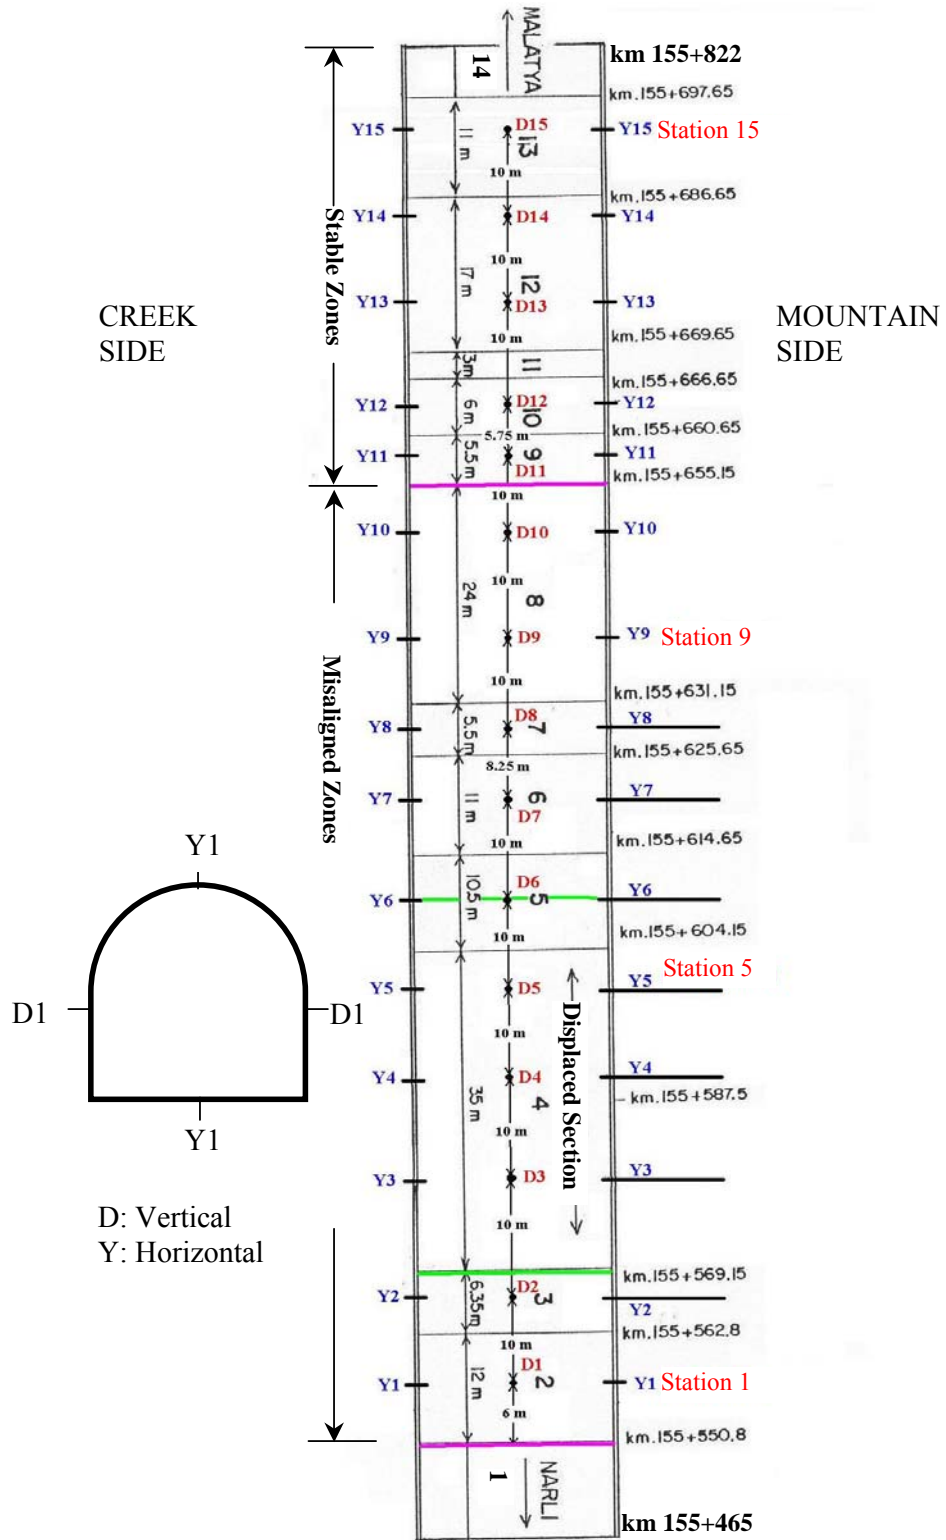 MALATYA
14
km 155+822
km.155+697.65
Y15
D15
Y15 Station 15
11 m
13
10 m
km.155+686.65
Y14
D14
Y14
Stable Zones
10 m
17 m
12
Y13
D13
Y13
CREEK
SIDE
MOUNTAIN
SIDE
10 m
km.155+669.65
3m
11
km.155+666.65
Y12
D12
Y12
6 m
10
km.155+660.65
5.75 m
Y11
9
Y11
5.5 m
D11
km.155+655.15
10 m
Y10
D10
Y10
10 m
24 m
8
Y9
D9
Y9 Station 9
Misaligned Zones
10 m
km.155+631.15
D8
Y8
Y8
5.5 m
7
km.155+625.65
8.25 m
Y7
6
Y7
11 m
D7
10 m
km.155+614.65
D6
Y6
Y6
10.5 m
5
km.155+604.15
10 m
Station 5
Y5
D5
Y5
Displaced Section
10 m
Y4
D4
Y4
35 m
4
km.155+587.5
10 m
Y3
D3
Y3
10 m
km.155+569.15
D2
Y2
3
Y2
6.35m
km.155+562.8
10 m
D1
Y1
2
Y1 Station 1
12 m
6 m
km.155+550.8
1
NARLI
km 155+465
Y1
D1
D1
Y1
D: Vertical
Y: Horizontal